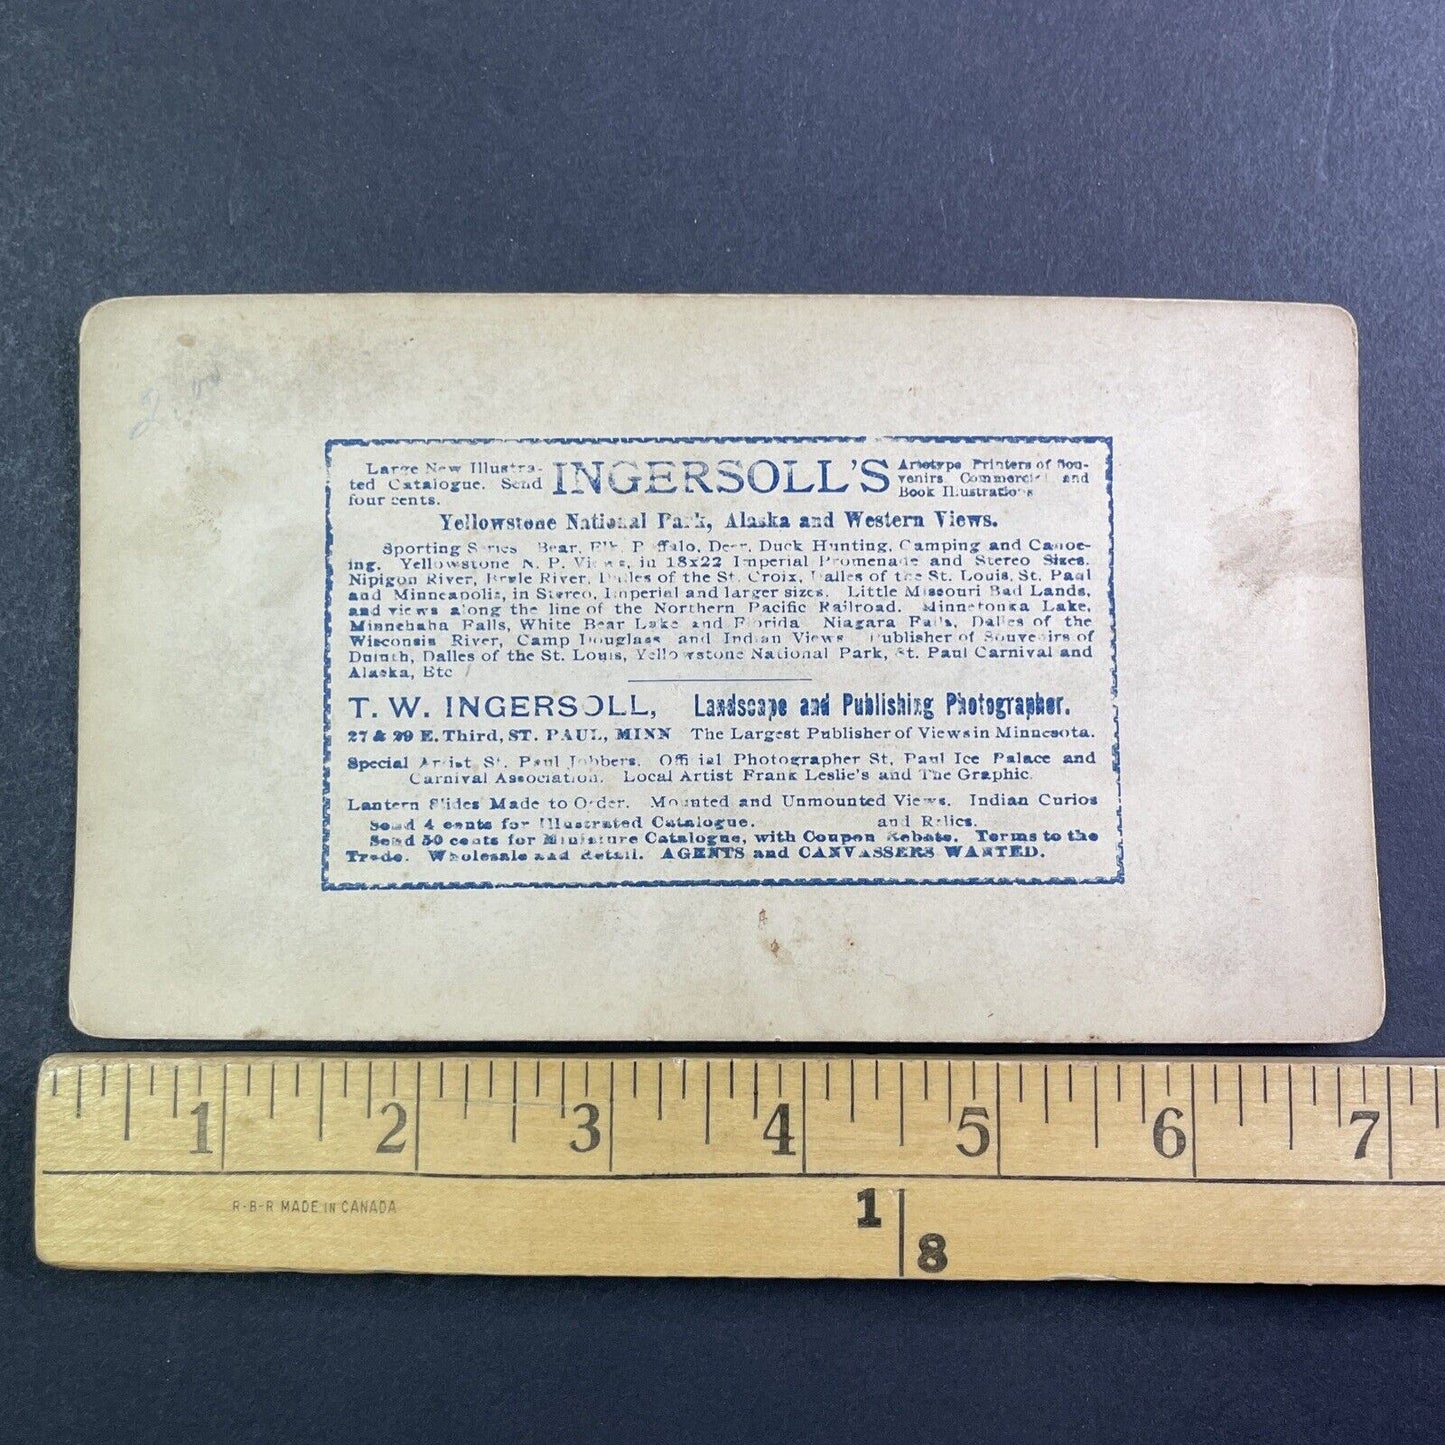 2.00
Large New Illustra- INGERSOLL'S Artotype Printers of Sou-
ted Catalogue. Send venirs, Commercial and
four cents. Book Illustrations
Yellowstone National Park, Alaska and Western Views.
Sporting Series Bear, Elk, Buffalo, Deer, Duck Hunting, Camping and Canoe-
ing. Yellowstone N. P. Views, in 18x22 Imperial Promenade and Stereo Sizes.
Nipigon River, Brule River, Dalles of the St. Croix, Dalles of the St. Louis, St. Paul
and Minneapolis, in Stereo, Imperial and larger sizes. Little Missouri Bad Lands,
and views along the line of the Northern Pacific Railroad. Minnetonka Lake,
Minnehaha Falls, White Bear Lake and Florida Niagara Falls, Dalles of the
Wisconsin River, Camp Douglass and Indian Views Publisher of Souvenirs of
Duluth, Dalles of the St. Louis, Yellowstone National Park, St. Paul Carnival and
Alaska, Etc
T. W. INGERSOLL, Landscape and Publishing Photographer.
27 & 29 E. Third, ST. PAUL, MINN The Largest Publisher of Views in Minnesota.
Special Artist St. Paul Jobbers. Official Photographer St. Paul Ice Palace and
Carnival Association. Local Artist Frank Leslie's and The Graphic.
Lantern Slides Made to Order. Mounted and Unmounted Views. Indian Curios
Send 4 cents for Illustrated Catalogue. and Relics.
Send 50 cents for Miniature Catalogue, with Coupon Rebate. Terms to the
Trade. Wholesale and Retail. AGENTS and CANVASSERS WANTED.
1 2 3 4 5 6 7
R-B-R MADE IN CANADA
1 8